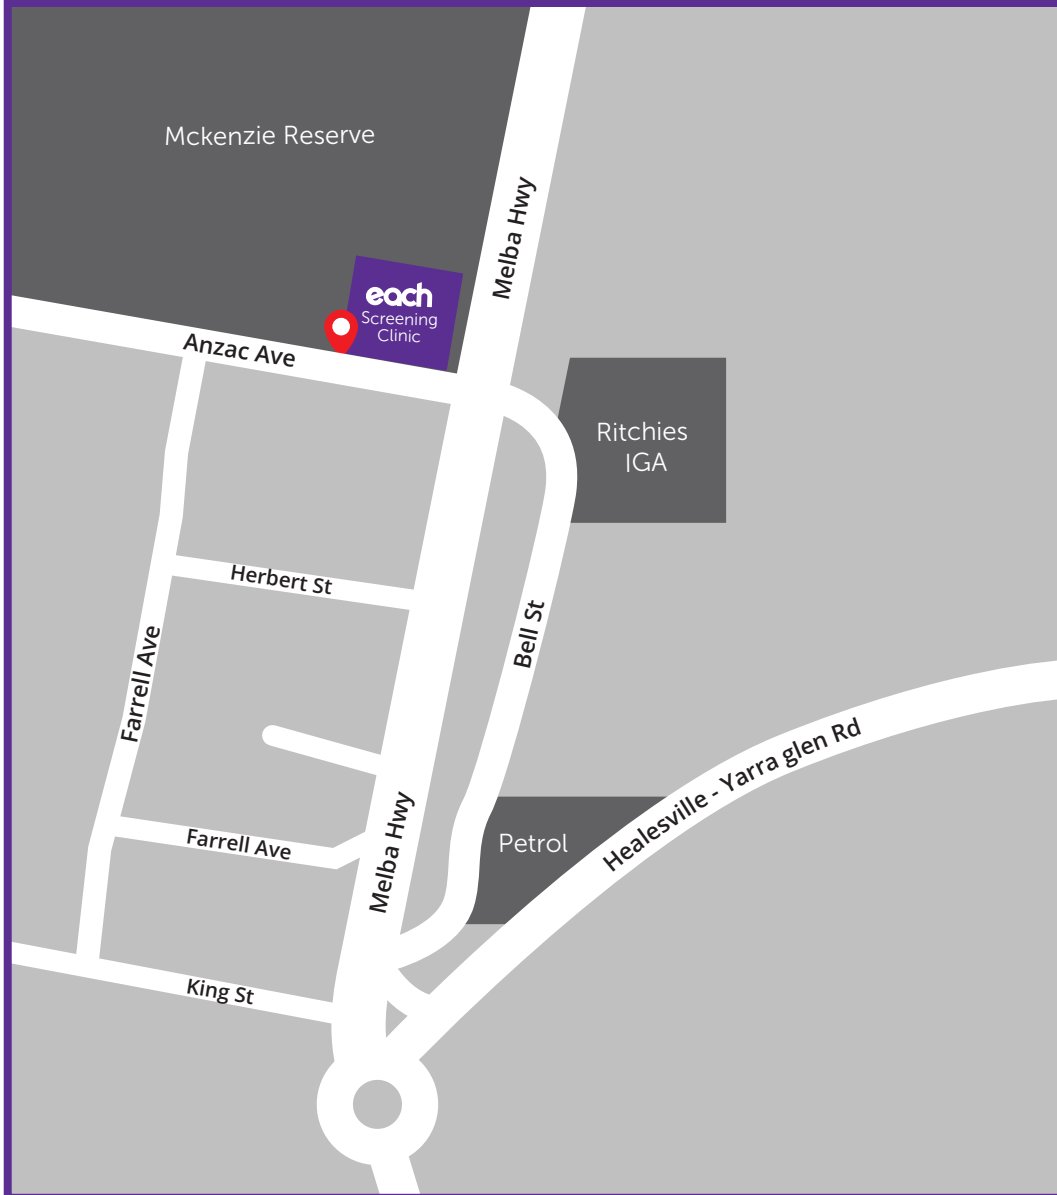 Mckenzie Reserve
Melba Hwy
each
Screening
Clinic
Anzac Ave
Ritchies
IGA
Herbert St
Bell St
Farrell Ave
Healesville - Yarra glen Rd
Melba Hwy
Farrell Ave
Petrol
King St